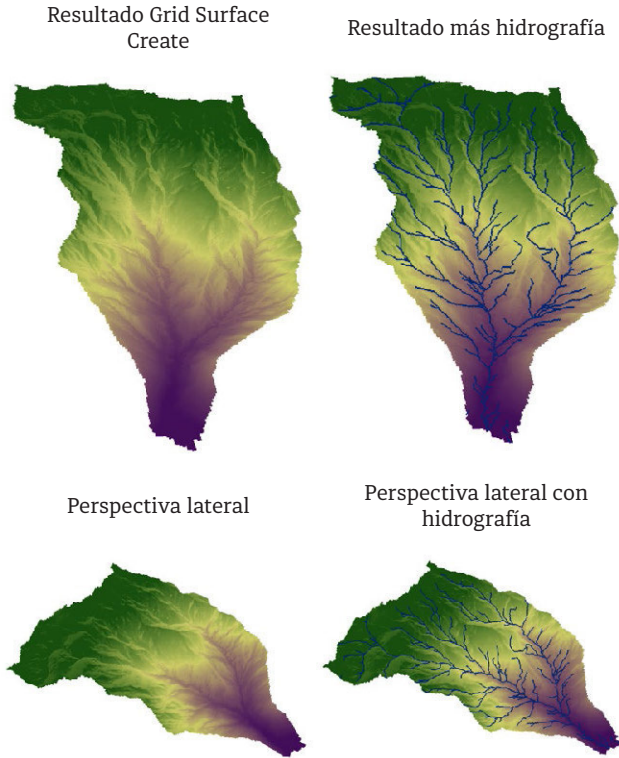 Resultado Grid Surface
Create
Resultado más hidrografía
Perspectiva lateral
Perspectiva lateral con
hidrografía